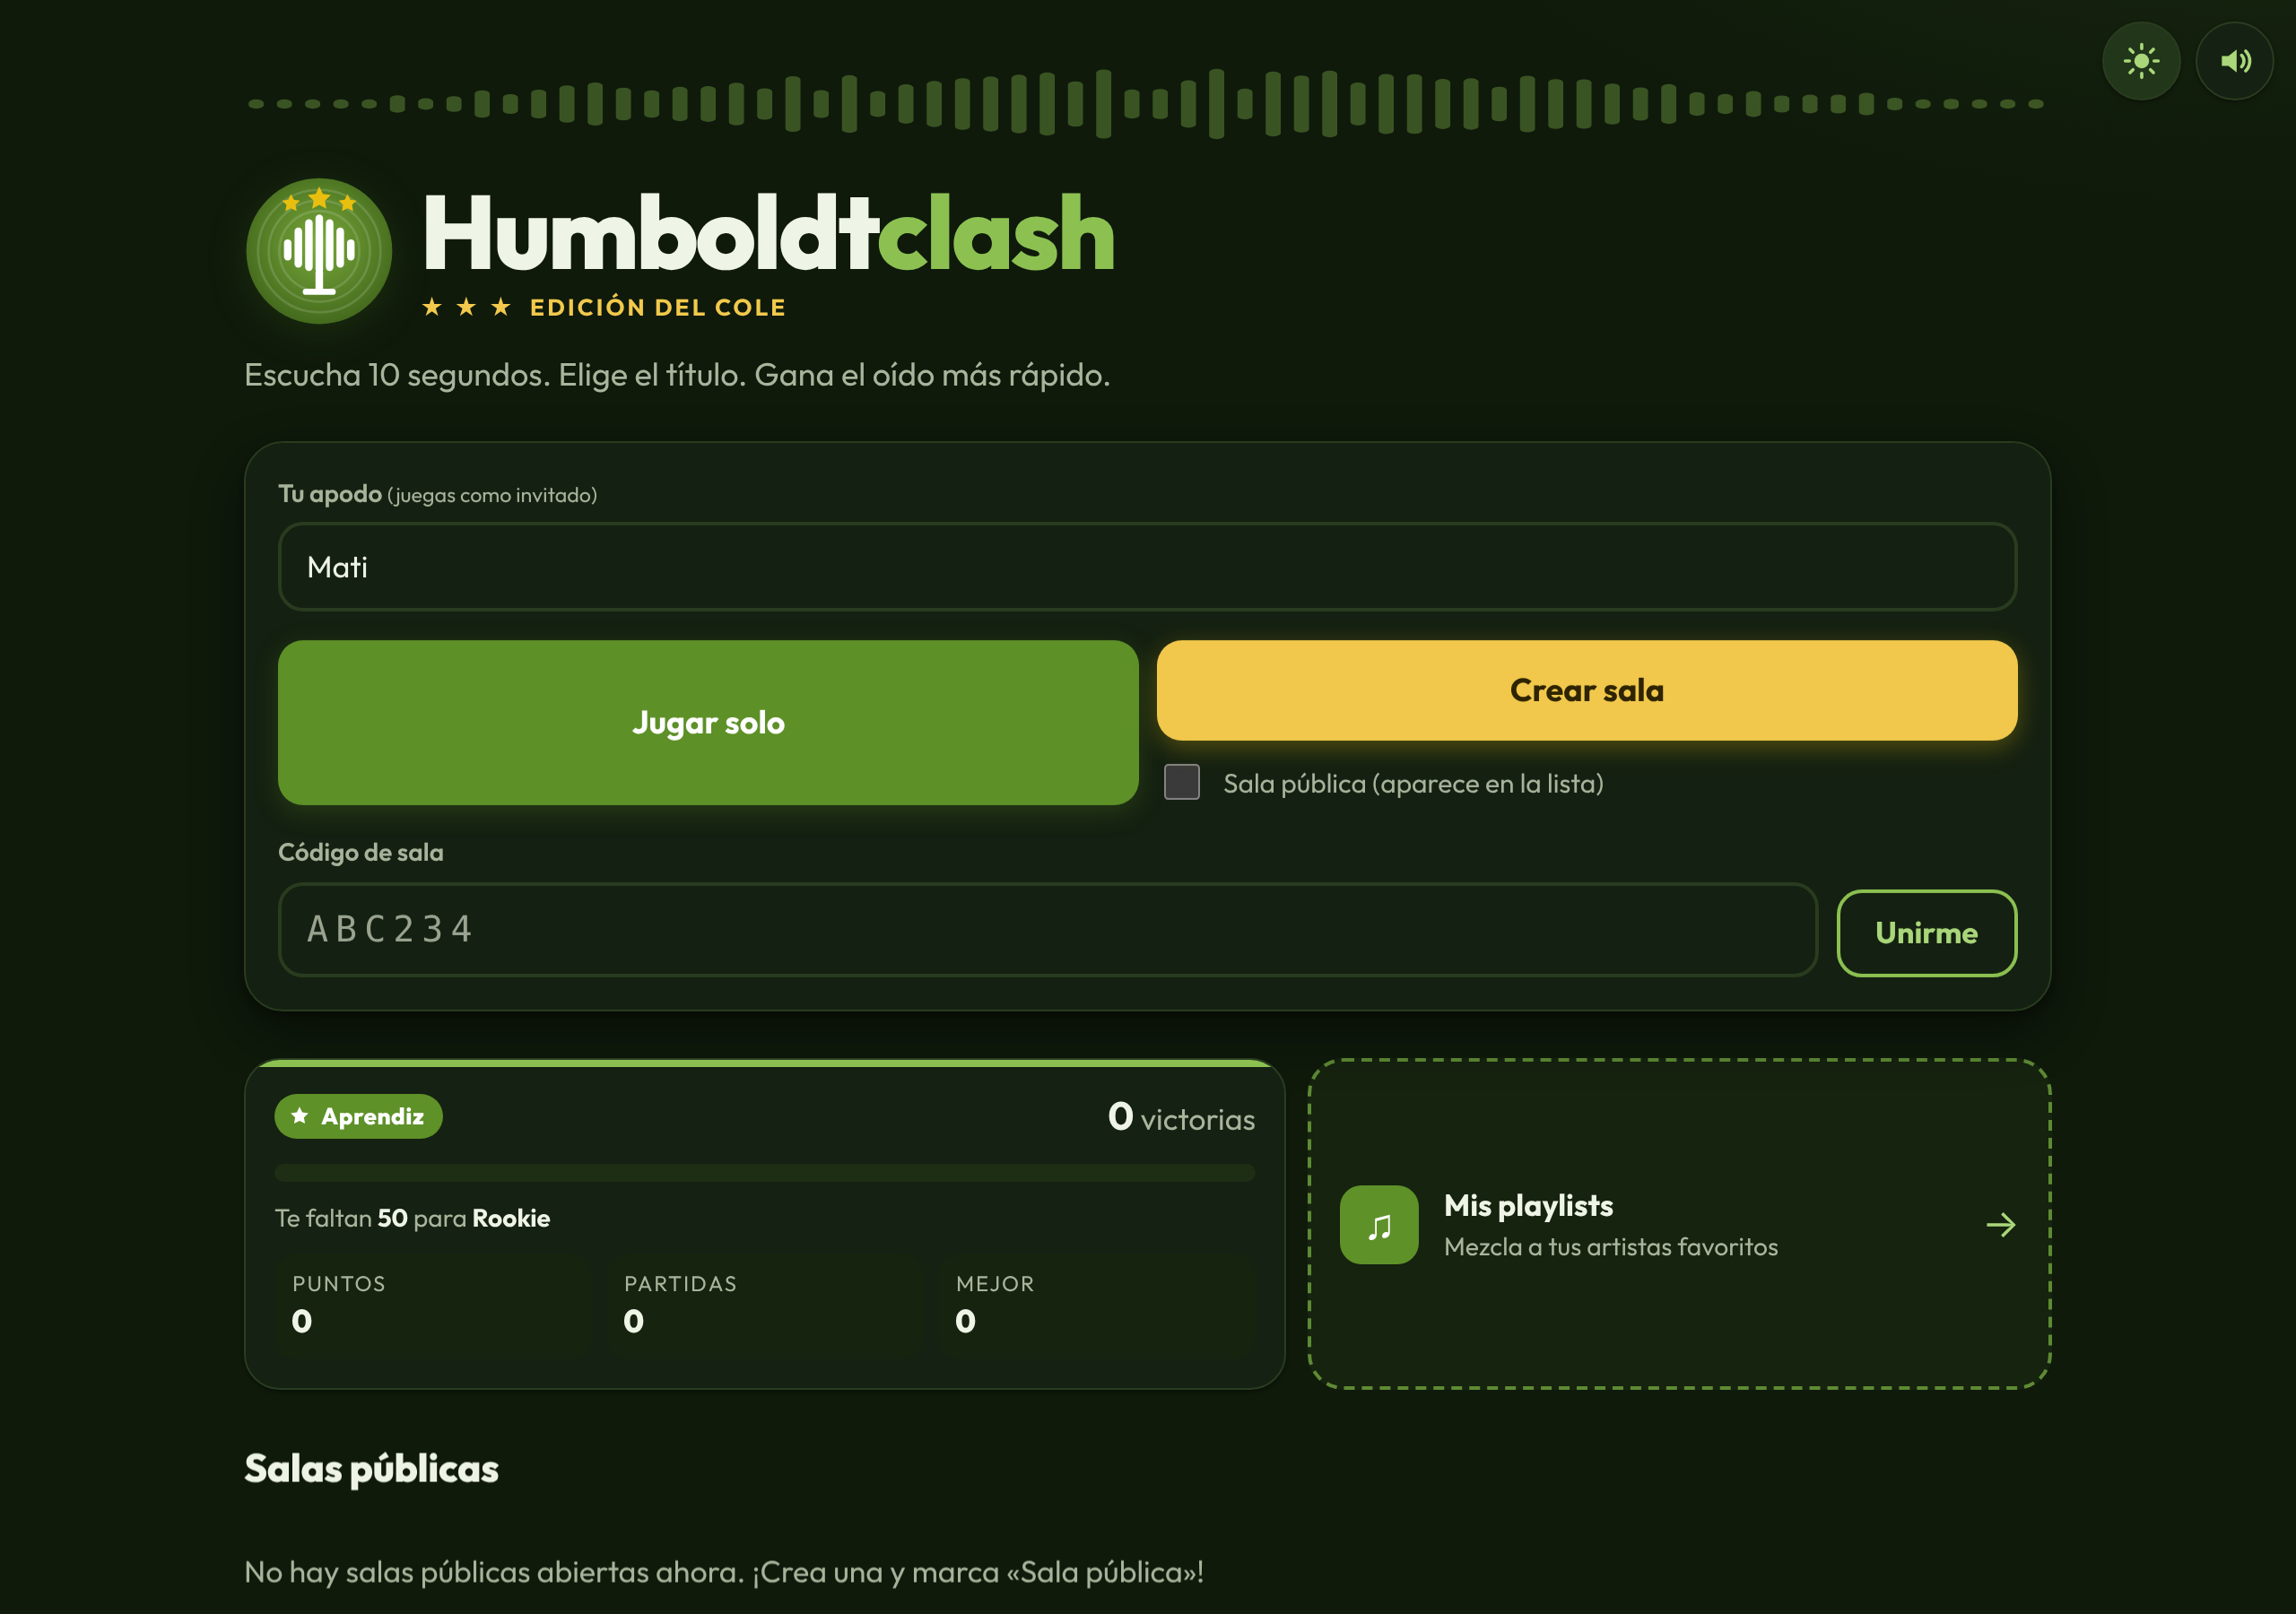 Humboldtclash
★ ★ ★ EDICIÓN DEL COLE
Escucha 10 segundos. Elige el título. Gana el oído más rápido.
Tu apodo (juegas como invitado)
Mati
Jugar solo
Crear sala
Sala pública (aparece en la lista)
Código de sala
ABC234
Unirme
★ Aprendiz
0 victorias
Te faltan 50 para Rookie
PUNTOS
0
PARTIDAS
0
MEJOR
0
Mis playlists
Mezcla a tus artistas favoritos
→
Salas públicas
No hay salas públicas abiertas ahora. ¡Crea una y marca «Sala pública»!